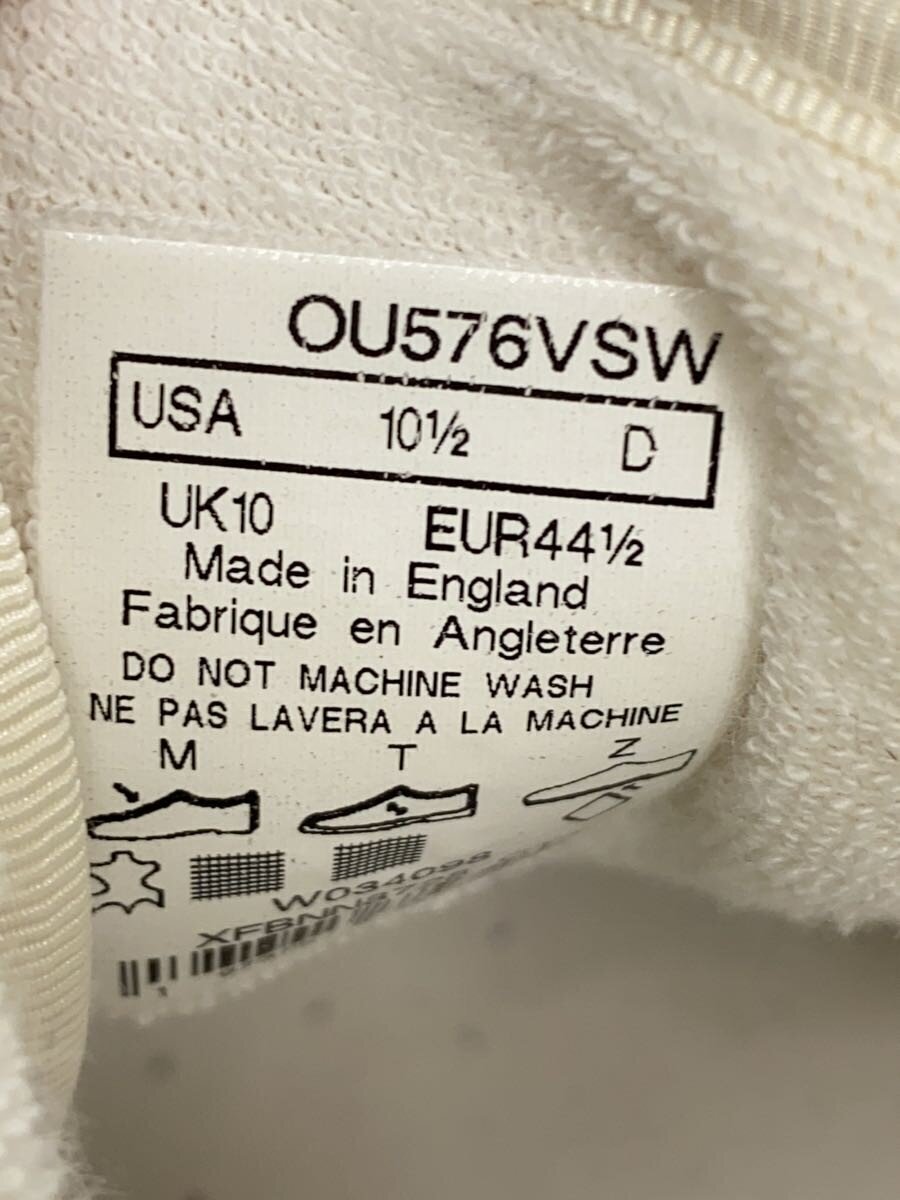 OU576VSW
USA 10½ D
UK10 EUR44½
Made in England
Fabrique en Angleterre
DO NOT MACHINE WASH
NE PAS LAVERA A LA MACHINE
M T Z
W034098